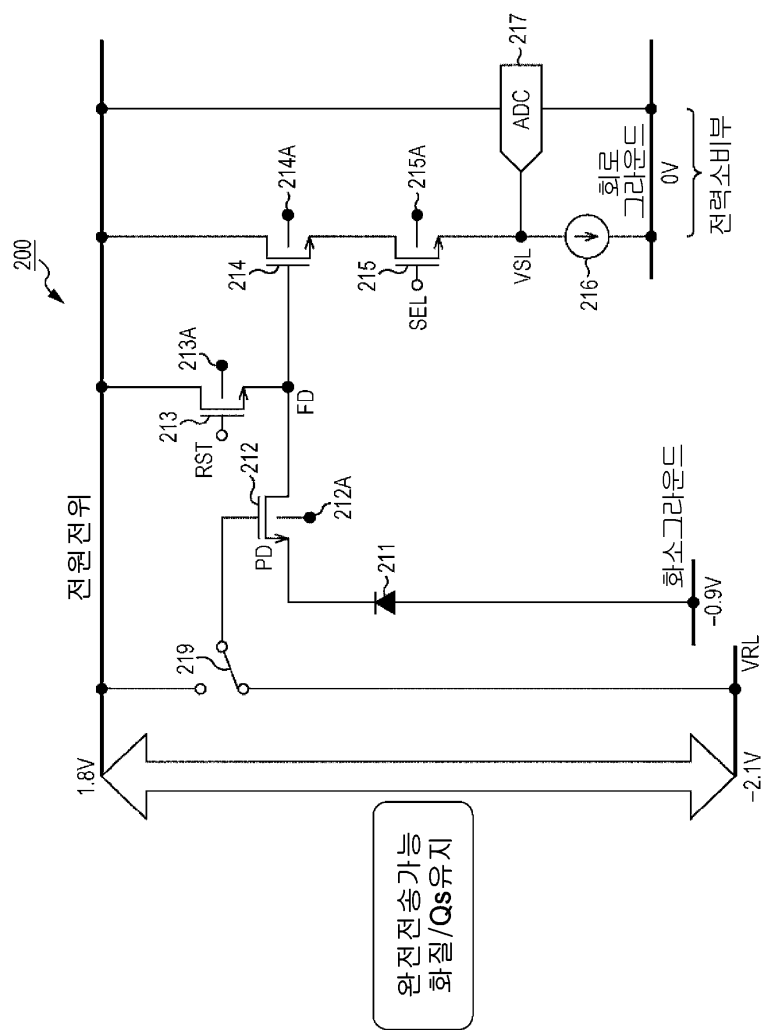 200
전원전위
1.8V
219
RST
213
213A
PD
212
212A
FD
214
214A
215
215A
SEL
VSL
ADC
217
216
211
회로
그라운드
0V
전력소비부
화소그라운드
-0.9V
VRL
-2.1V
완전전송가능
화질/Qs유지